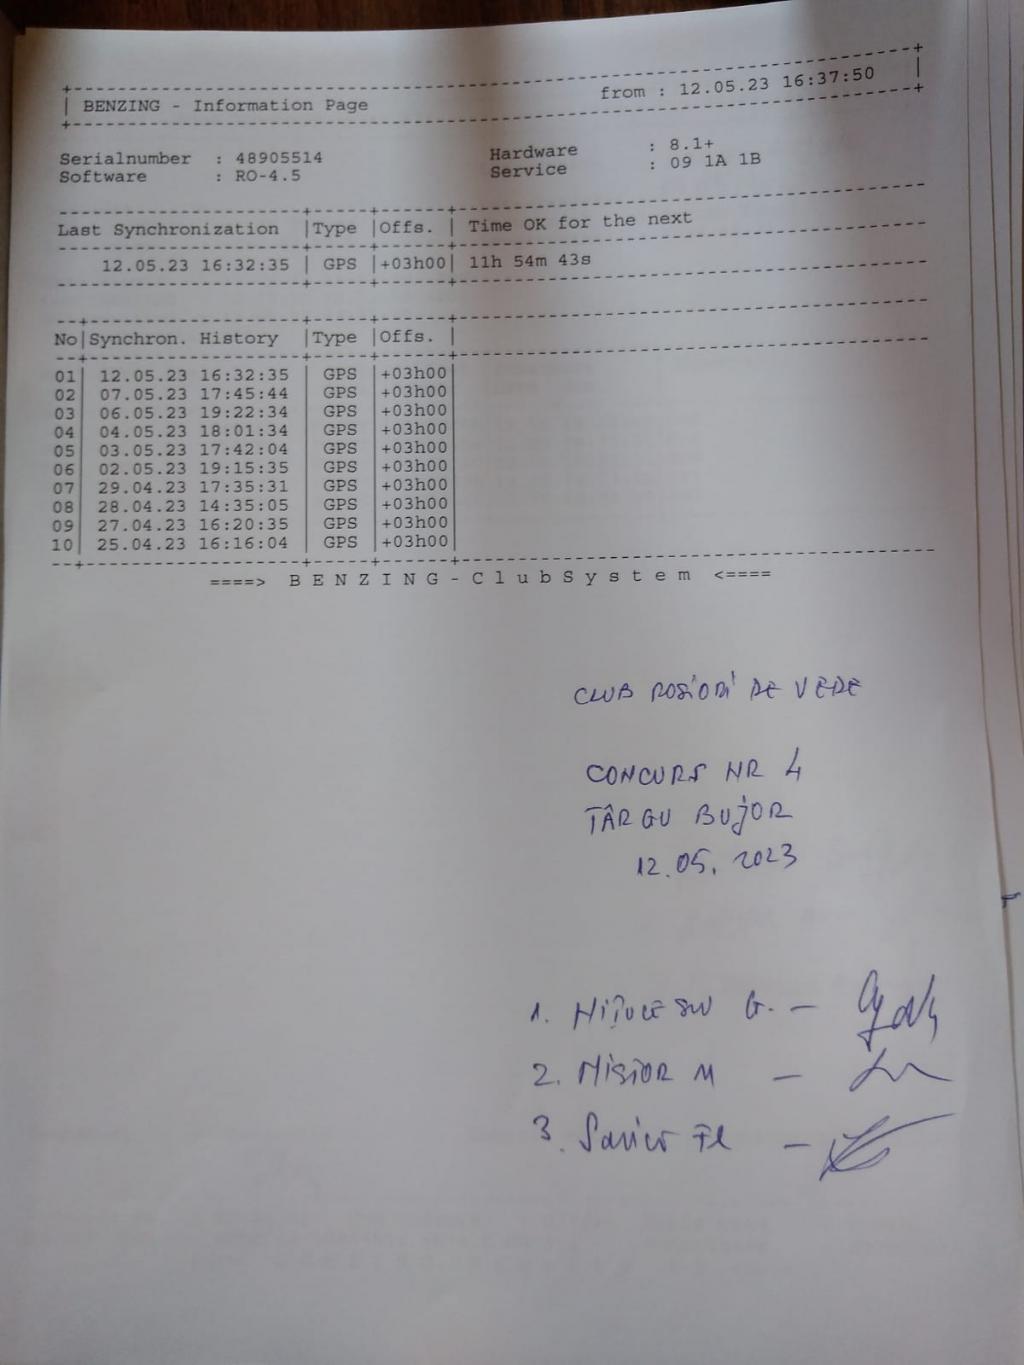 BENZING - Information Page from : 12.05.23 16:37:50
Serialnumber : 48905514 Hardware : 8.1+
Software : RO-4.5 Service : 09 1A 1B
Last Synchronization |Type |Offs. | Time OK for the next
12.05.23 16:32:35 | GPS |+03h00| 11h 54m 43s
No|Synchron. History |Type |Offs. |
01| 12.05.23 16:32:35 | GPS |+03h00|
02| 07.05.23 17:45:44 | GPS |+03h00|
03| 06.05.23 19:22:34 | GPS |+03h00|
04| 04.05.23 18:01:34 | GPS |+03h00|
05| 03.05.23 17:42:04 | GPS |+03h00|
06| 02.05.23 19:15:35 | GPS |+03h00|
07| 29.04.23 17:35:31 | GPS |+03h00|
08| 28.04.23 14:35:05 | GPS |+03h00|
09| 27.04.23 16:20:35 | GPS |+03h00|
10| 25.04.23 16:16:04 | GPS |+03h00|
====> B E N Z I N G - C l u b S y s t e m <====
CLUB ROSIORI DE VEDE
CONCURS NR 4
TÂRGU BUJOR
12.05.2023
1. G. -
2. M -
3. -